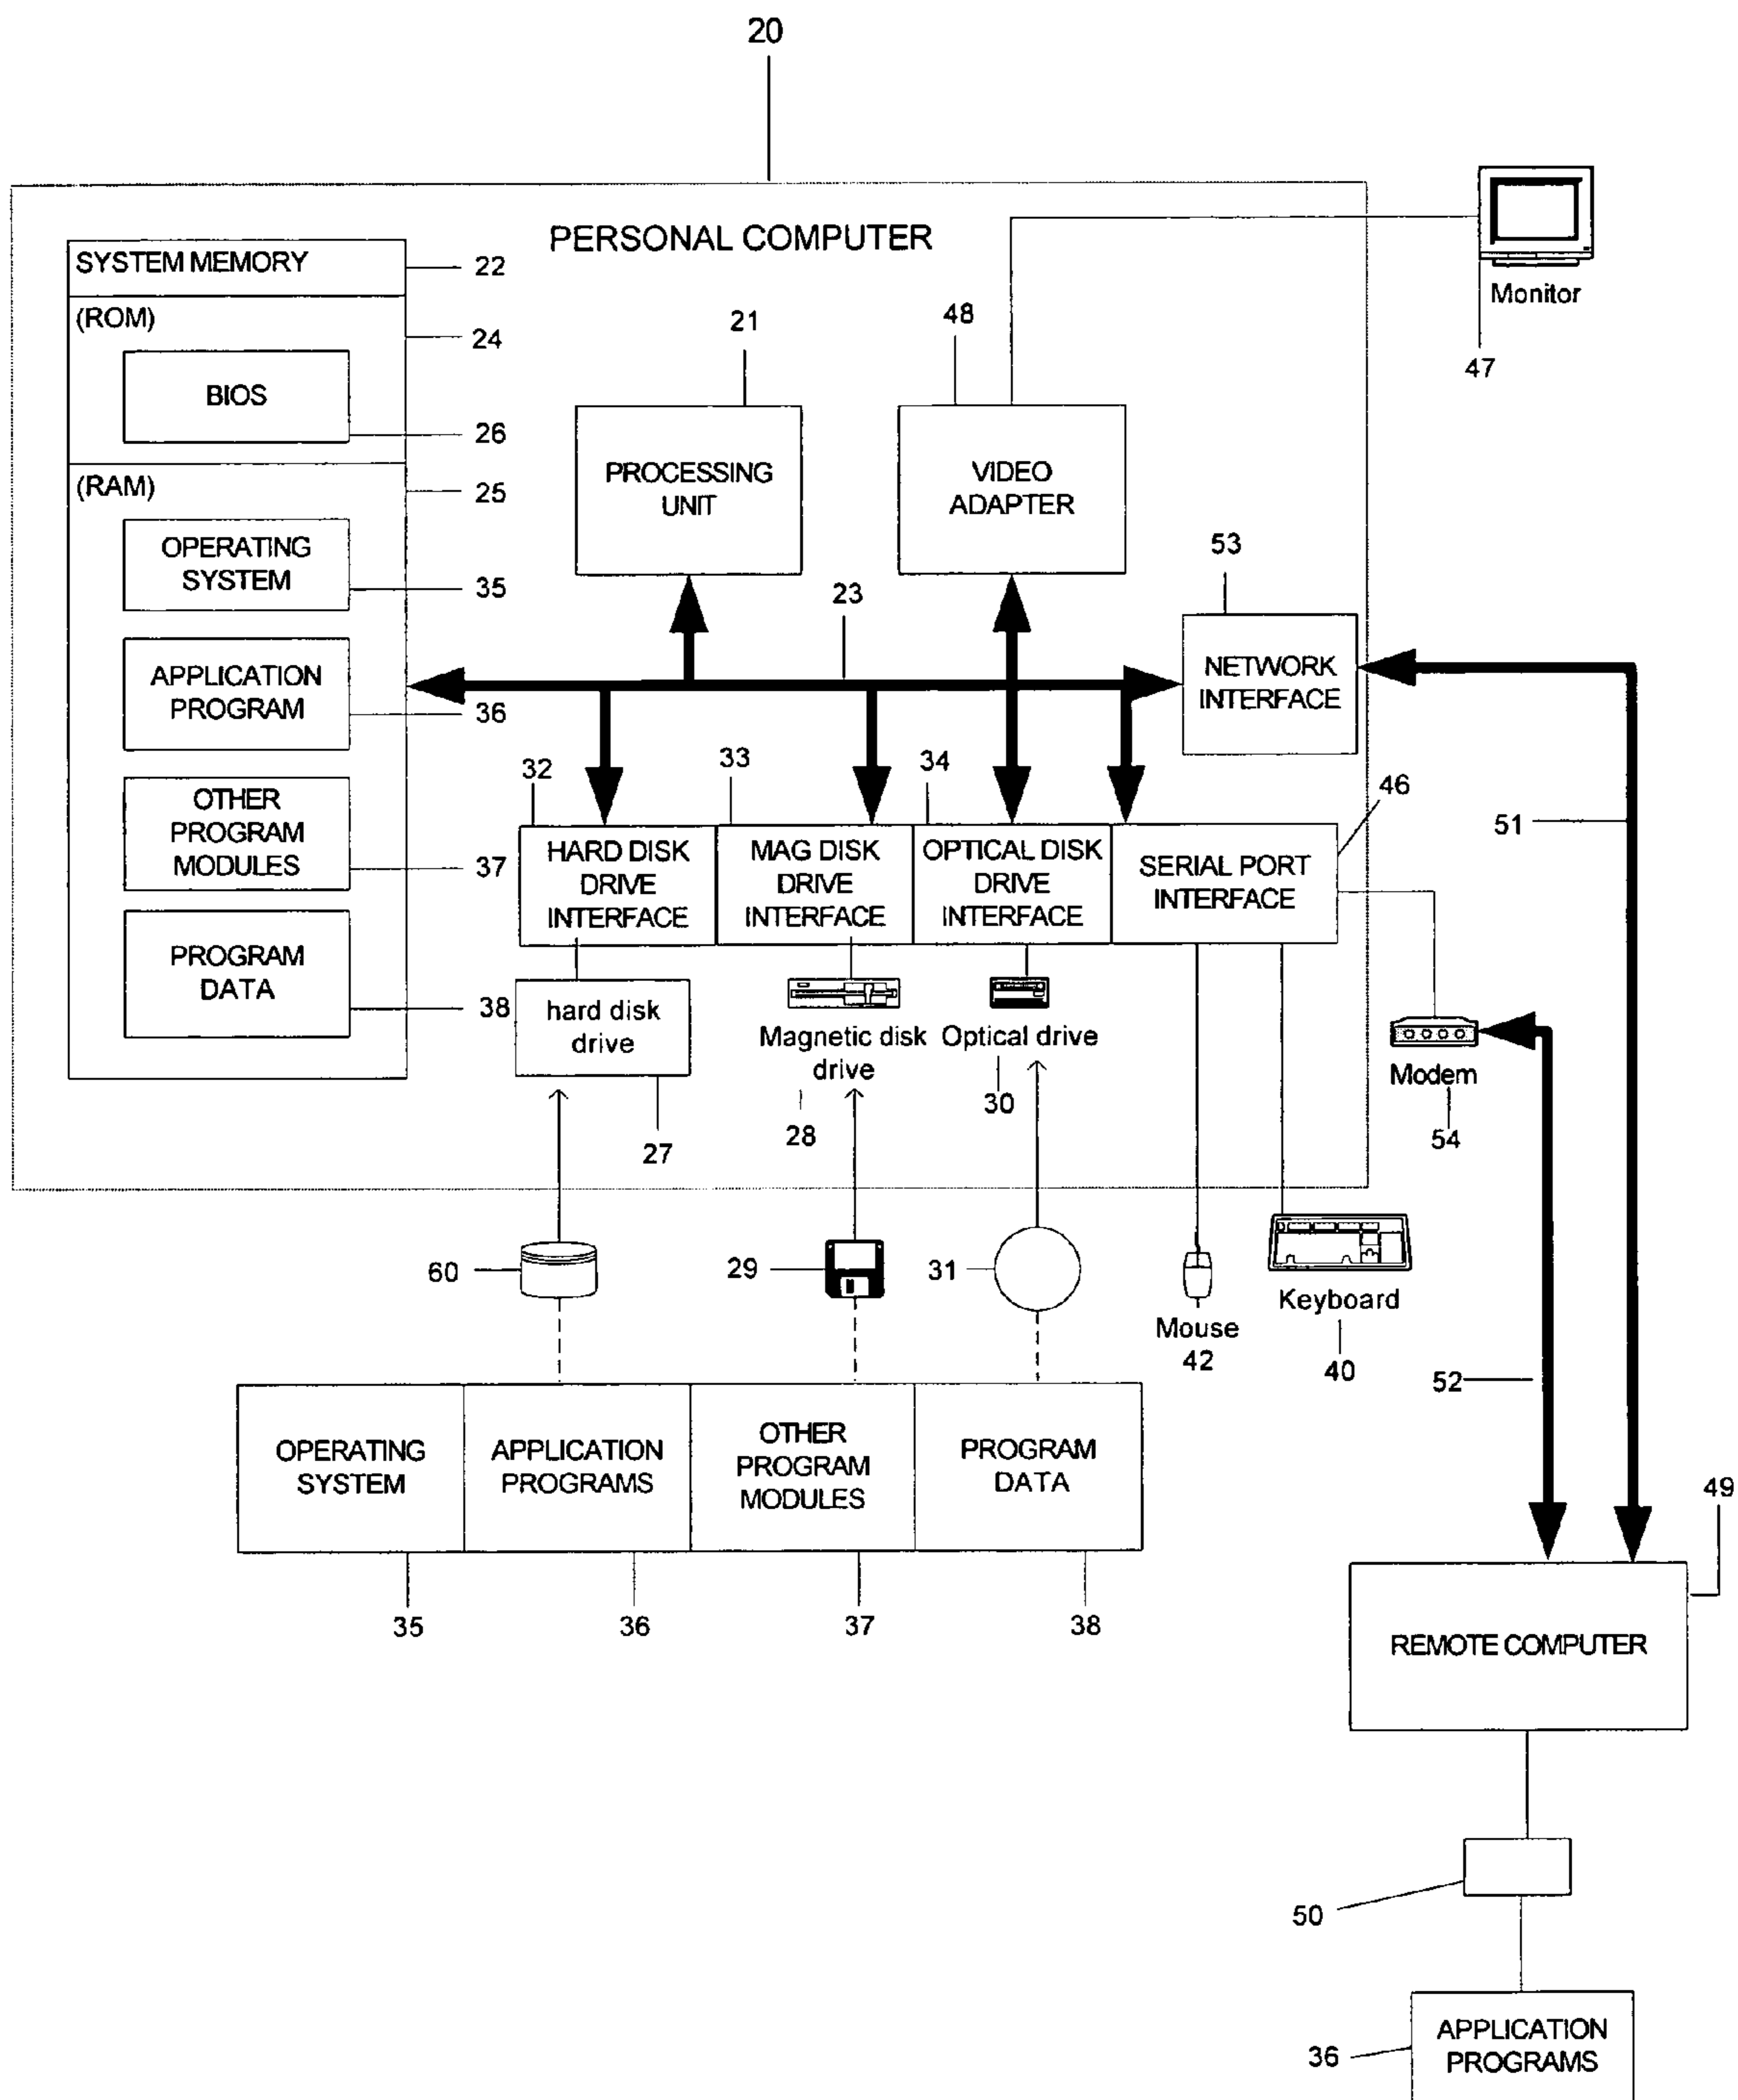 20
PERSONAL COMPUTER
SYSTEM MEMORY
22
(ROM)
24
BIOS
26
(RAM)
25
OPERATING
SYSTEM
35
APPLICATION
PROGRAM
36
OTHER
PROGRAM
MODULES
37
PROGRAM
DATA
38
21
PROCESSING
UNIT
48
VIDEO
ADAPTER
Monitor
47
23
53
NETWORK
INTERFACE
32
HARD DISK
DRIVE
INTERFACE
33
MAG DISK
DRIVE
INTERFACE
34
OPTICAL DISK
DRIVE
INTERFACE
46
SERIAL PORT
INTERFACE
51
hard disk
drive
27
Magnetic disk
drive
28
Optical drive
30
Modem
54
60
29
31
Mouse
42
Keyboard
40
52
OPERATING
SYSTEM
APPLICATION
PROGRAMS
OTHER
PROGRAM
MODULES
PROGRAM
DATA
35
36
37
38
49
REMOTE COMPUTER
50
36
APPLICATION
PROGRAMS